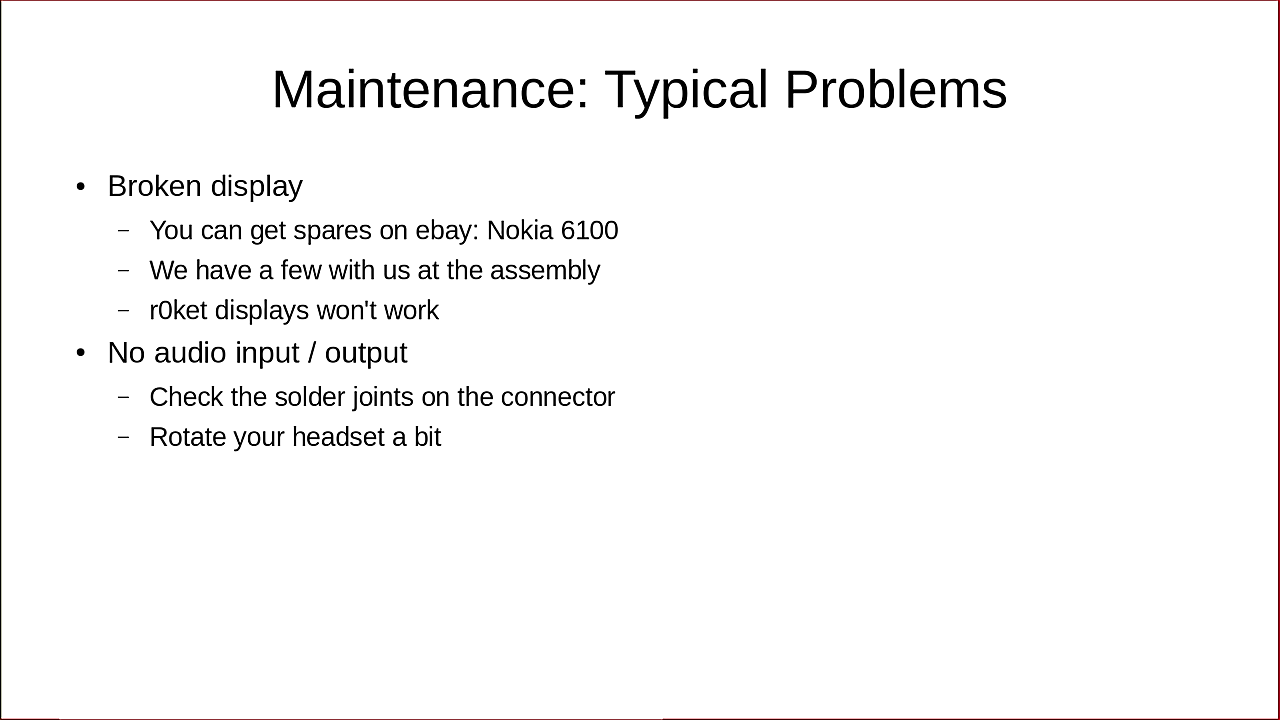 Maintenance: Typical Problems
• Broken display
– You can get spares on ebay: Nokia 6100
– We have a few with us at the assembly
– r0ket displays won't work
• No audio input / output
– Check the solder joints on the connector
– Rotate your headset a bit